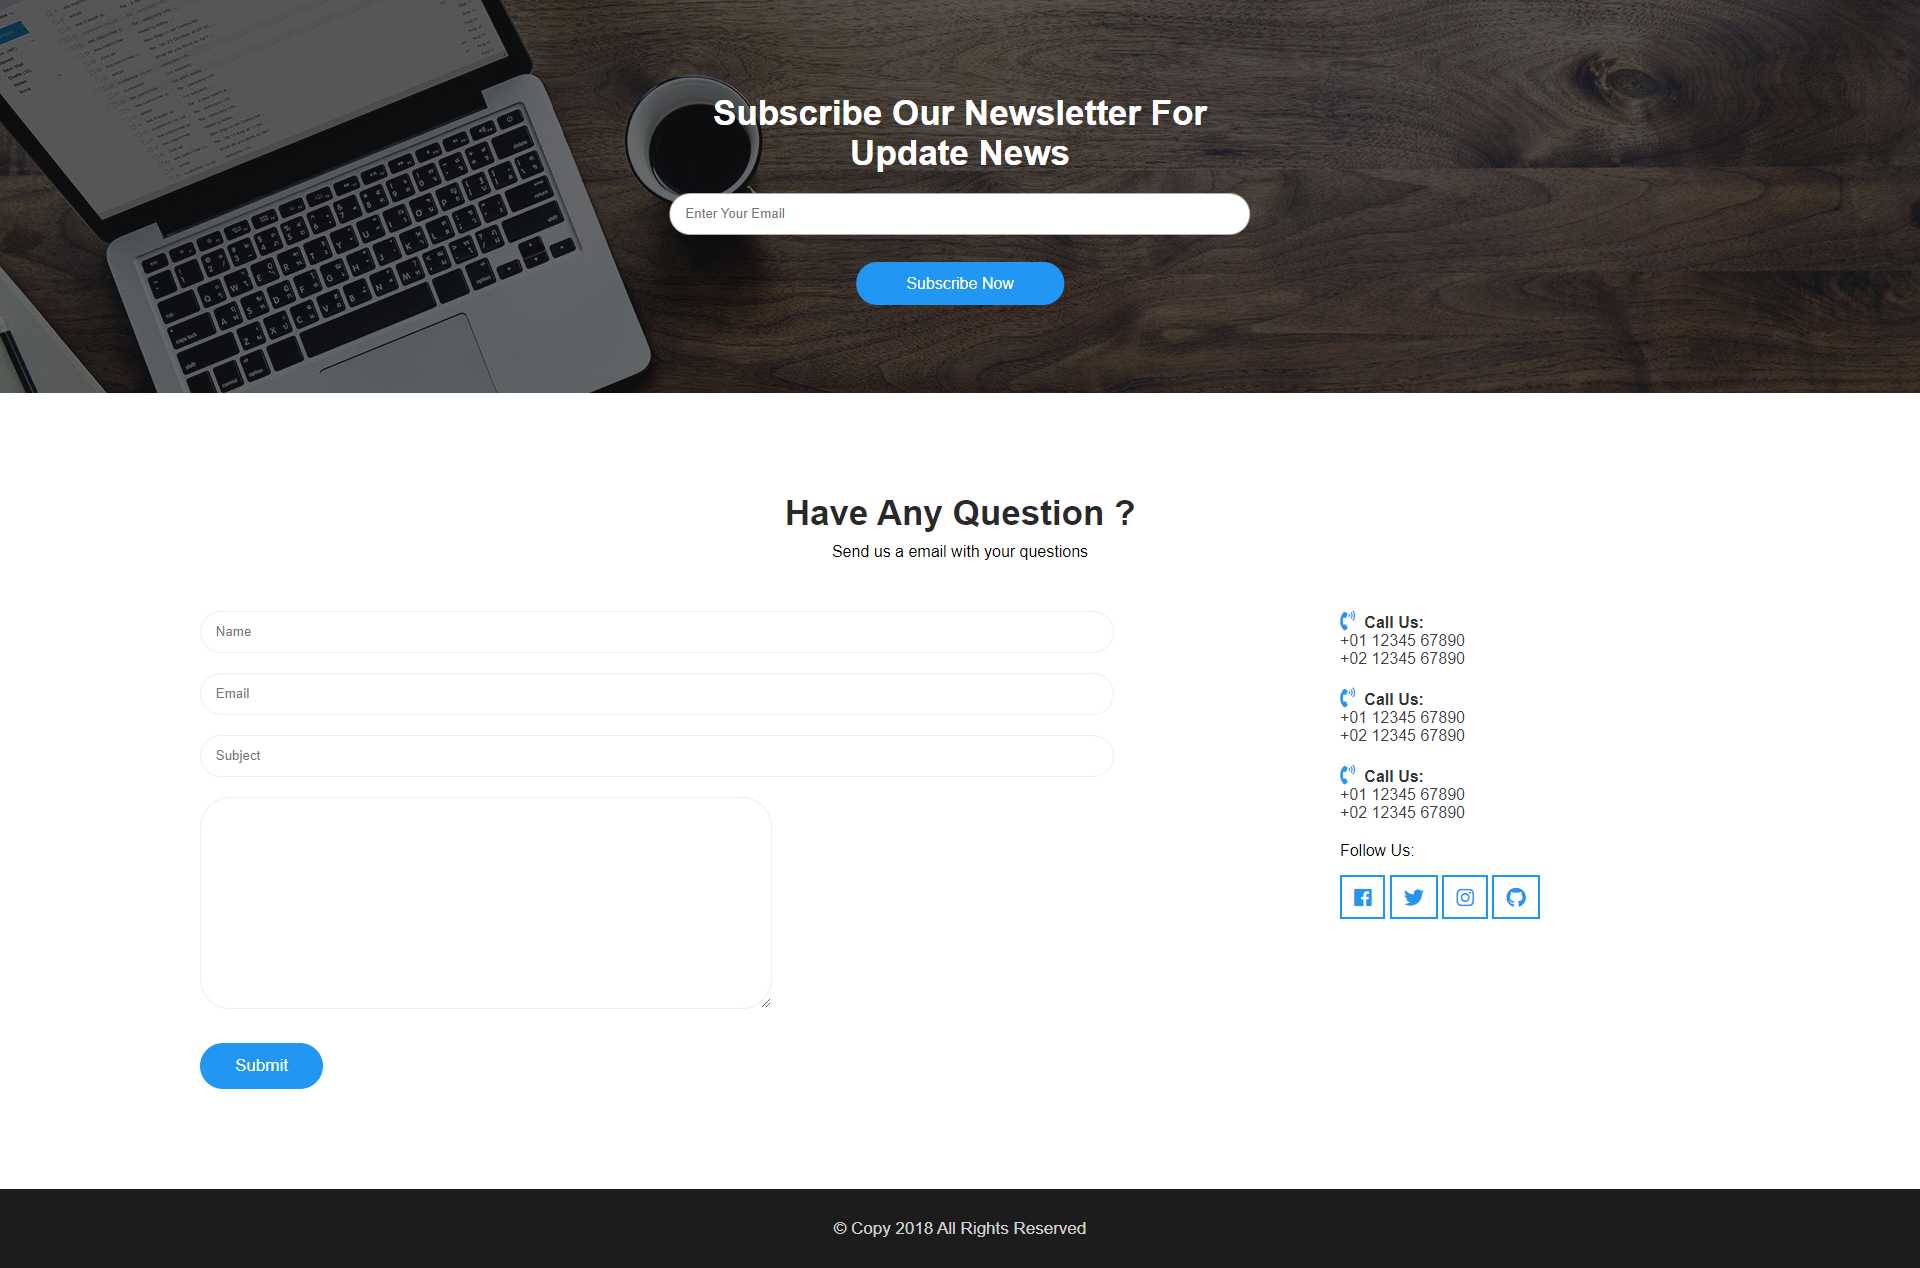 Subscribe Our Newsletter For
Update News
Enter Your Email
Subscribe Now
Have Any Question ?
Send us a email with your questions
Name
Email
Subject
Submit
Call Us:
+01 12345 67890
+02 12345 67890
Call Us:
+01 12345 67890
+02 12345 67890
Call Us:
+01 12345 67890
+02 12345 67890
Follow Us:
© Copy 2018 All Rights Reserved